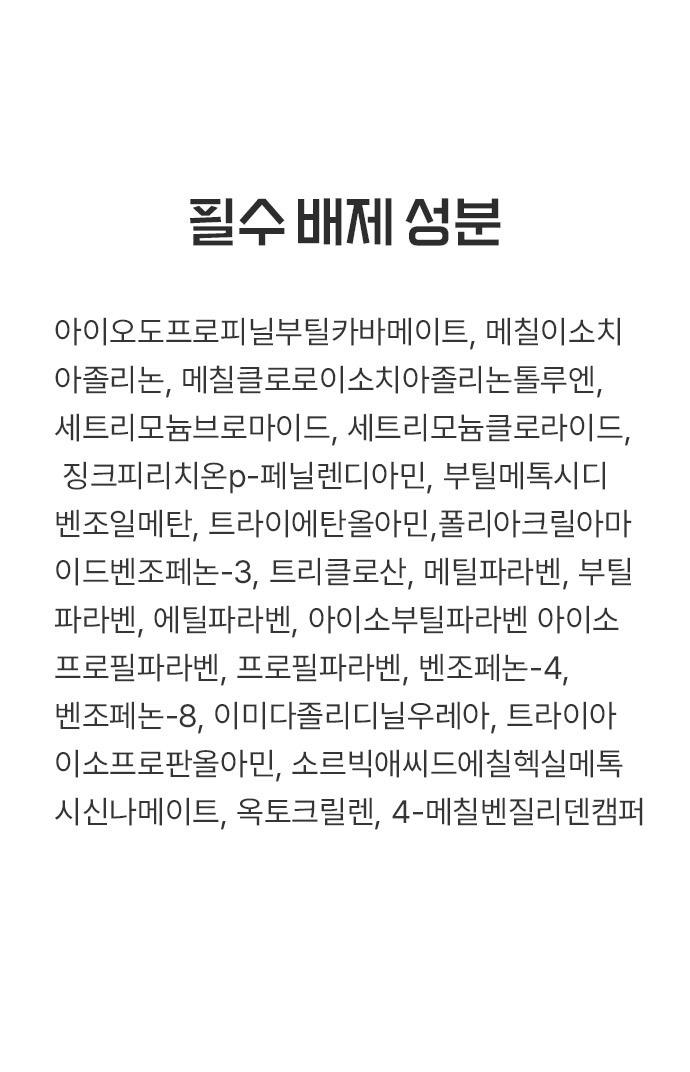 필수 배제 성분
아이오도프로피닐부틸카바메이트, 메칠이소치
아졸리논, 메칠클로로이소치아졸리논톨루엔,
세트리모늄브로마이드, 세트리모늄클로라이드,
징크피리치온p-페닐렌디아민, 부틸메톡시디
벤조일메탄, 트라이에탄올아민,폴리아크릴아마
이드벤조페논-3, 트리클로산, 메틸파라벤, 부틸
파라벤, 에틸파라벤, 아이소부틸파라벤 아이소
프로필파라벤, 프로필파라벤, 벤조페논-4,
벤조페논-8, 이미다졸리디닐우레아, 트라이아
이소프로판올아민, 소르빅애씨드에칠헥실메톡
시신나메이트, 옥토크릴렌, 4-메칠벤질리덴캠퍼